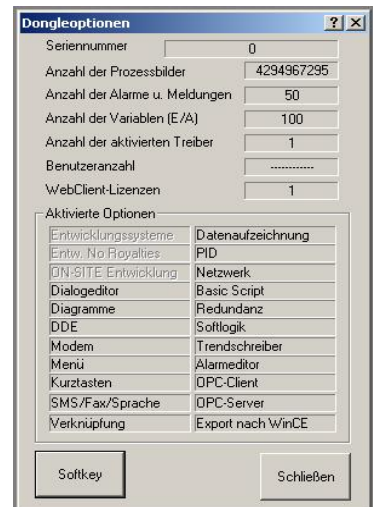 Dongleoptionen
Seriennummer 0
Anzahl der Prozessbilder 4294967295
Anzahl der Alarme u. Meldungen 50
Anzahl der Variablen (E/A) 100
Anzahl der aktivierten Treiber 1
Benutzeranzahl ------------
WebClient-Lizenzen 1
Aktivierte Optionen
Entwicklungssysteme Datenaufzeichnung
Entw. No Royalties PID
ON-SITE Entwicklung Netzwerk
Dialogeditor Basic Script
Diagramme Redundanz
DDE Softlogik
Modem Trendschreiber
Menü Alarmeditor
Kurztasten OPC-Client
SMS/Fax/Sprache OPC-Server
Verknüpfung Export nach WinCE
Softkey Schließen